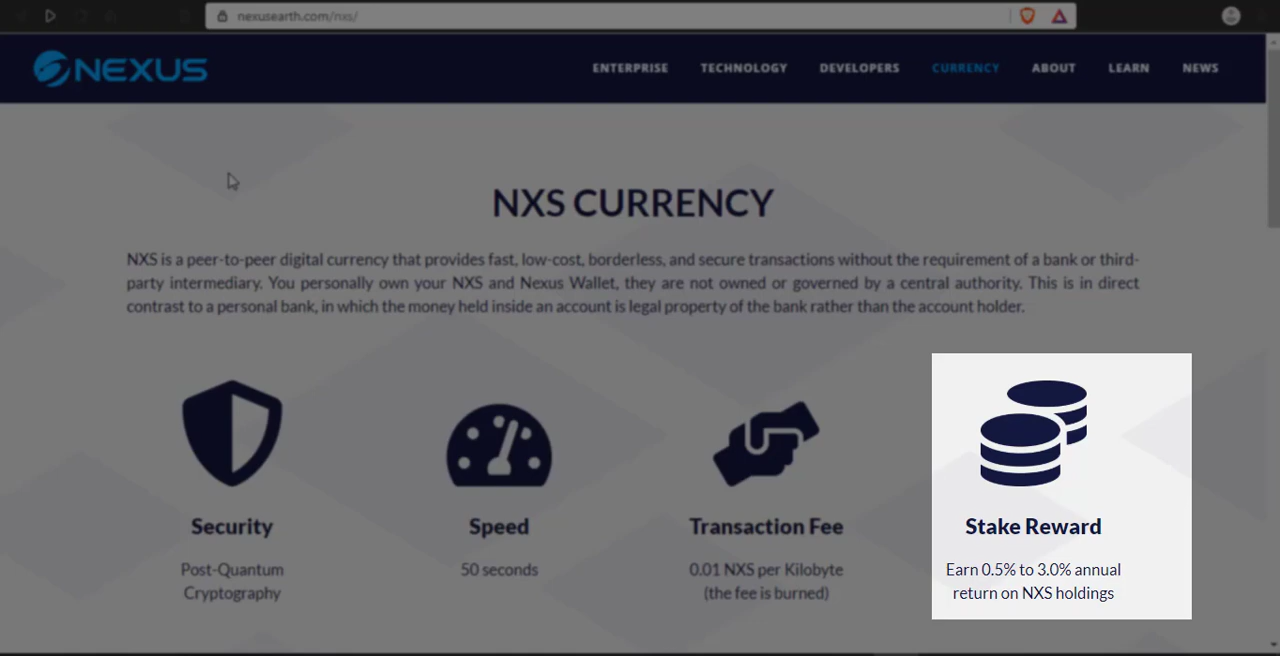 nexusearth.com/nxs/
NEXUS
ENTERPRISE TECHNOLOGY DEVELOPERS CURRENCY ABOUT LEARN NEWS
NXS CURRENCY
NXS is a peer-to-peer digital currency that provides fast, low-cost, borderless, and secure transactions without the requirement of a bank or third-
party intermediary. You personally own your NXS and Nexus Wallet, they are not owned or governed by a central authority. This is in direct
contrast to a personal bank, in which the money held inside an account is legal property of the bank rather than the account holder.
Security
Post-Quantum
Cryptography
Speed
50 seconds
Transaction Fee
0.01 NXS per Kilobyte
(the fee is burned)
Stake Reward
Earn 0.5% to 3.0% annual
return on NXS holdings